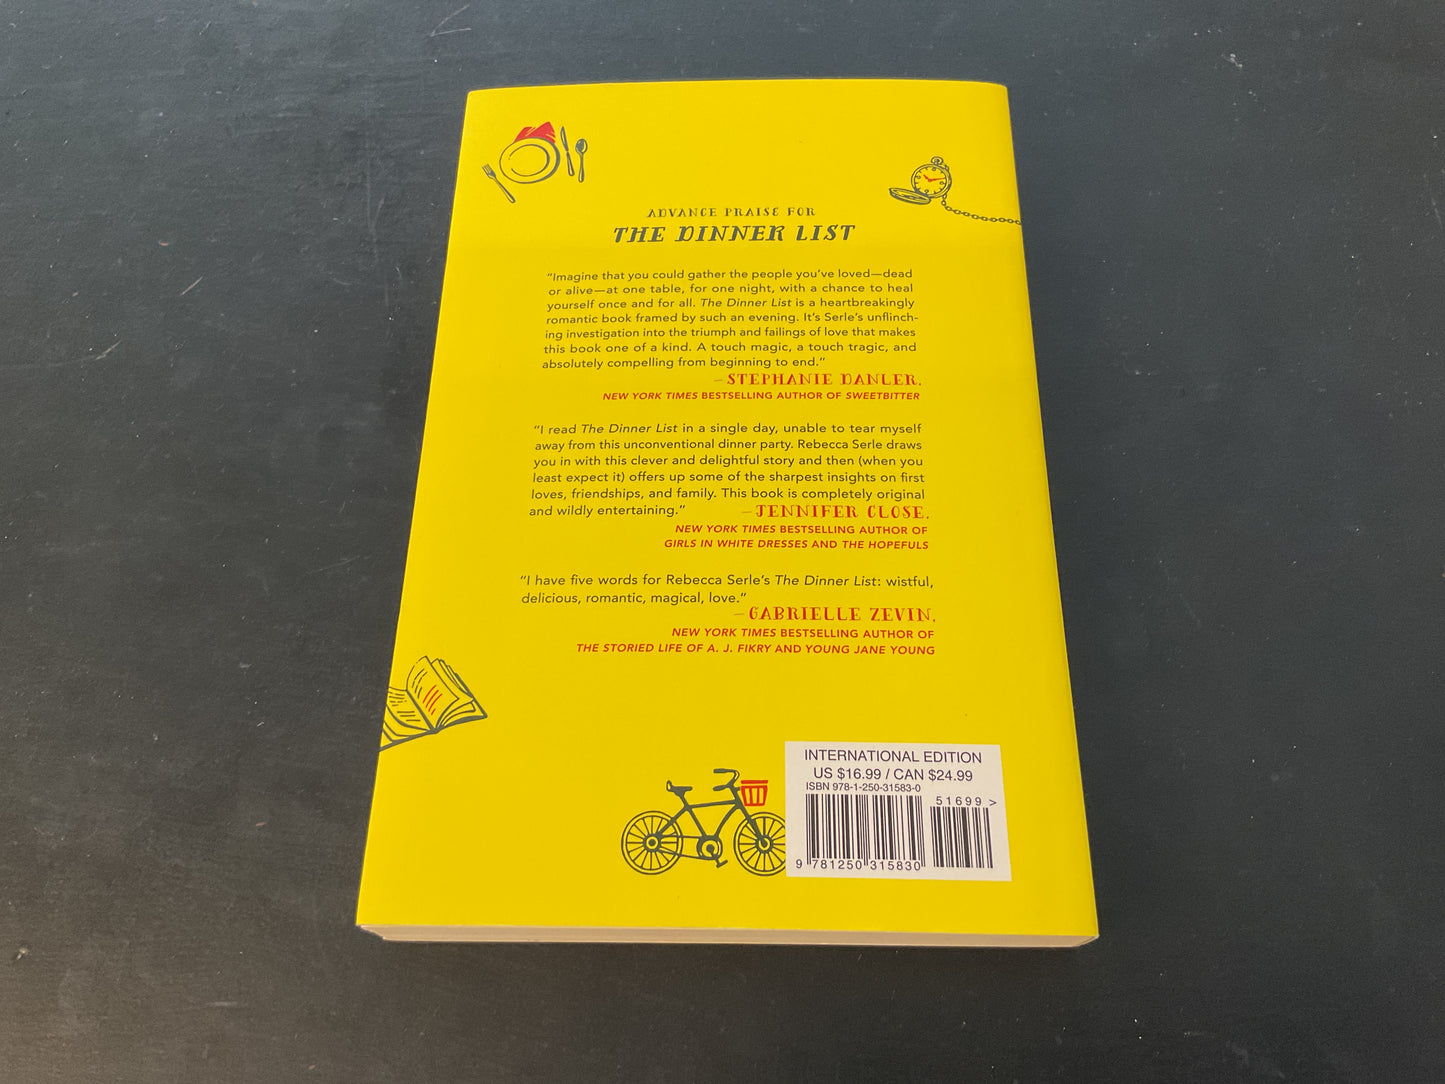 ADVANCE PRAISE FOR
THE DINNER LIST
“Imagine that you could gather the people you’ve loved—dead
or alive—at one table, for one night, with a chance to heal
yourself once and for all. The Dinner List is a heartbreakingly
romantic book framed by such an evening. It’s Serle’s unflinch-
ing investigation into the triumph and failings of love that makes
this book one of a kind. A touch magic, a touch tragic, and
absolutely compelling from beginning to end.”
—STEPHANIE DANLER,
NEW YORK TIMES BESTSELLING AUTHOR OF SWEETBITTER
“I read The Dinner List in a single day, unable to tear myself
away from this unconventional dinner party. Rebecca Serle draws
you in with this clever and delightful story and then (when you
least expect it) offers up some of the sharpest insights on first
loves, friendships, and family. This book is completely original
and wildly entertaining.” —JENNIFER CLOSE,
NEW YORK TIMES BESTSELLING AUTHOR OF
GIRLS IN WHITE DRESSES AND THE HOPEFULS
“I have five words for Rebecca Serle’s The Dinner List: wistful,
delicious, romantic, magical, love.”
—GABRIELLE ZEVIN,
NEW YORK TIMES BESTSELLING AUTHOR OF
THE STORIED LIFE OF A. J. FIKRY AND YOUNG JANE YOUNG
INTERNATIONAL EDITION
US $16.99 / CAN $24.99
ISBN 978-1-250-31583-0
51699 >
9 781250 315830